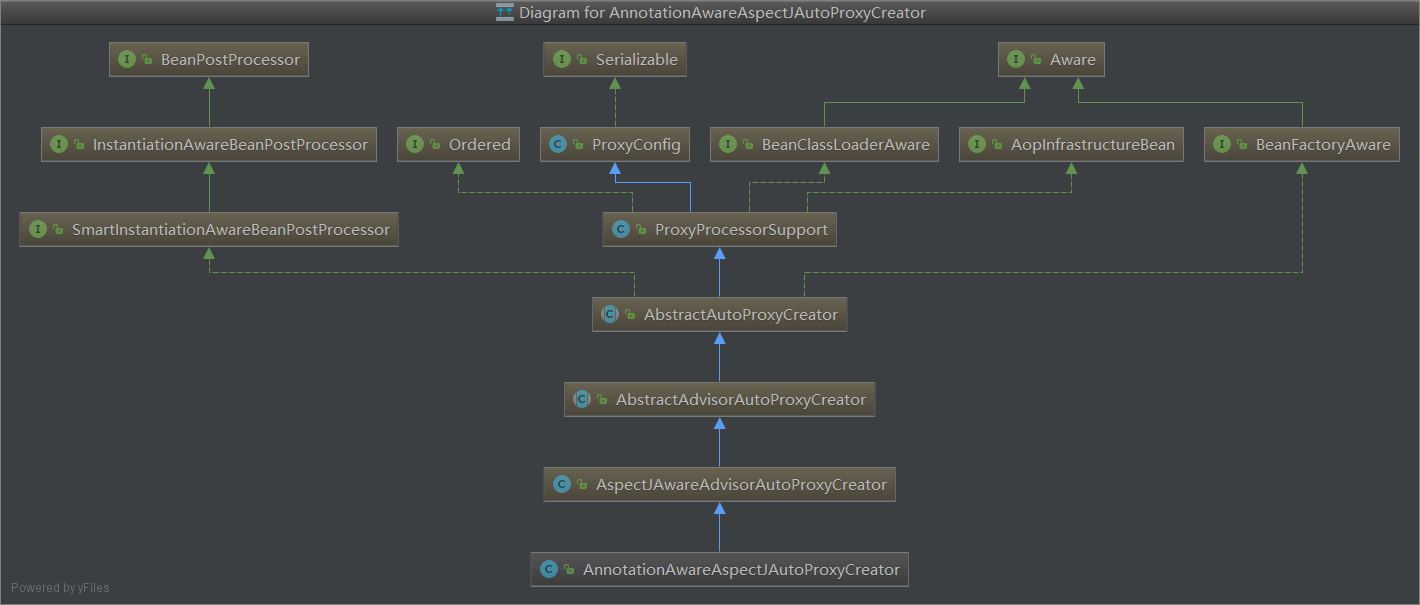 Diagram for AnnotationAwareAspectJAutoProxyCreator
I BeanPostProcessor
I Serializable
I Aware
I InstantiationAwareBeanPostProcessor
I Ordered
C ProxyConfig
I BeanClassLoaderAware
I AopInfrastructureBean
I BeanFactoryAware
I SmartInstantiationAwareBeanPostProcessor
C ProxyProcessorSupport
C AbstractAutoProxyCreator
C AbstractAdvisorAutoProxyCreator
C AspectJAwareAdvisorAutoProxyCreator
C AnnotationAwareAspectJAutoProxyCreator
Powered by yFiles